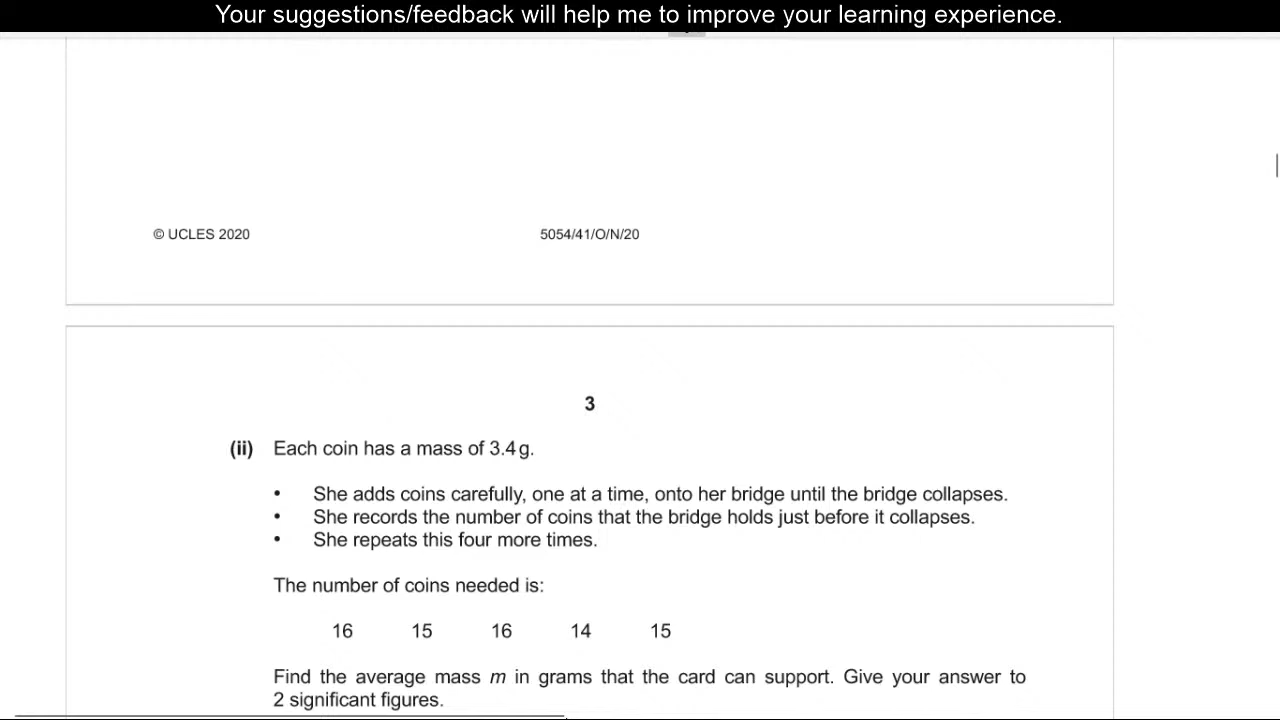 Your suggestions/feedback will help me to improve your learning experience.
© UCLES 2020 5054/41/O/N/20
3
(ii) Each coin has a mass of 3.4 g.
• She adds coins carefully, one at a time, onto her bridge until the bridge collapses.
• She records the number of coins that the bridge holds just before it collapses.
• She repeats this four more times.
The number of coins needed is:
16 15 16 14 15
Find the average mass m in grams that the card can support. Give your answer to
2 significant figures.